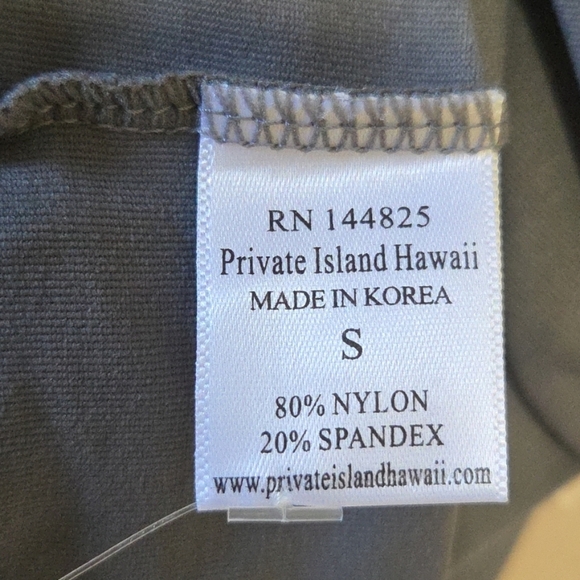 RN 144825
Private Island Hawaii
MADE IN KOREA
S
80% NYLON
20% SPANDEX
www.privateislandhawaii.com